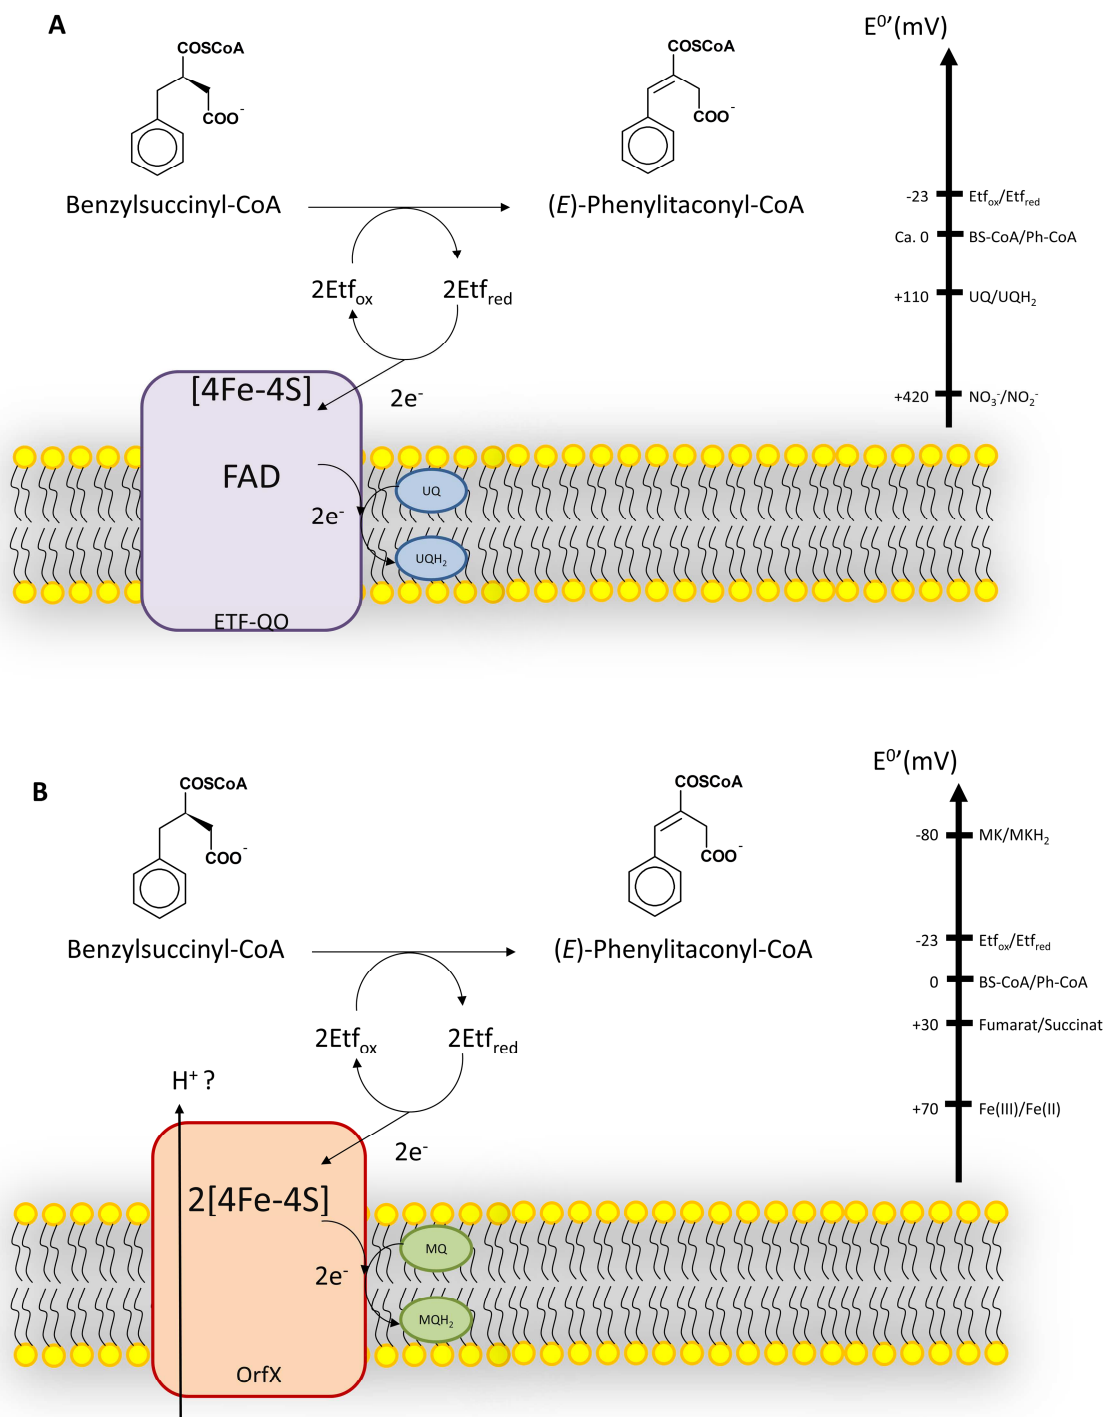 A
E⁰'(mV)
COSCoA
COO⁻
COSCoA
COO⁻
Benzylsuccinyl-CoA
(E)-Phenylitaconyl-CoA
-23 Etfₒₓ/Etfᵣₑd
Ca. 0 BS-CoA/Ph-CoA
+110 UQ/UQH₂
+420 NO₃⁻/NO₂⁻
2Etfₒₓ
2Etfᵣₑd
[4Fe-4S]
2e⁻
FAD
UQ
2e⁻
UQH₂
ETF-QO
B
E⁰'(mV)
COSCoA
COO⁻
COSCoA
COO⁻
Benzylsuccinyl-CoA
(E)-Phenylitaconyl-CoA
-80 MK/MKH₂
-23 Etfₒₓ/Etfᵣₑd
0 BS-CoA/Ph-CoA
+30 Fumarat/Succinat
+70 Fe(III)/Fe(II)
2Etfₒₓ
2Etfᵣₑd
H⁺ ?
2e⁻
2[4Fe-4S]
MQ
2e⁻
MQH₂
OrfX